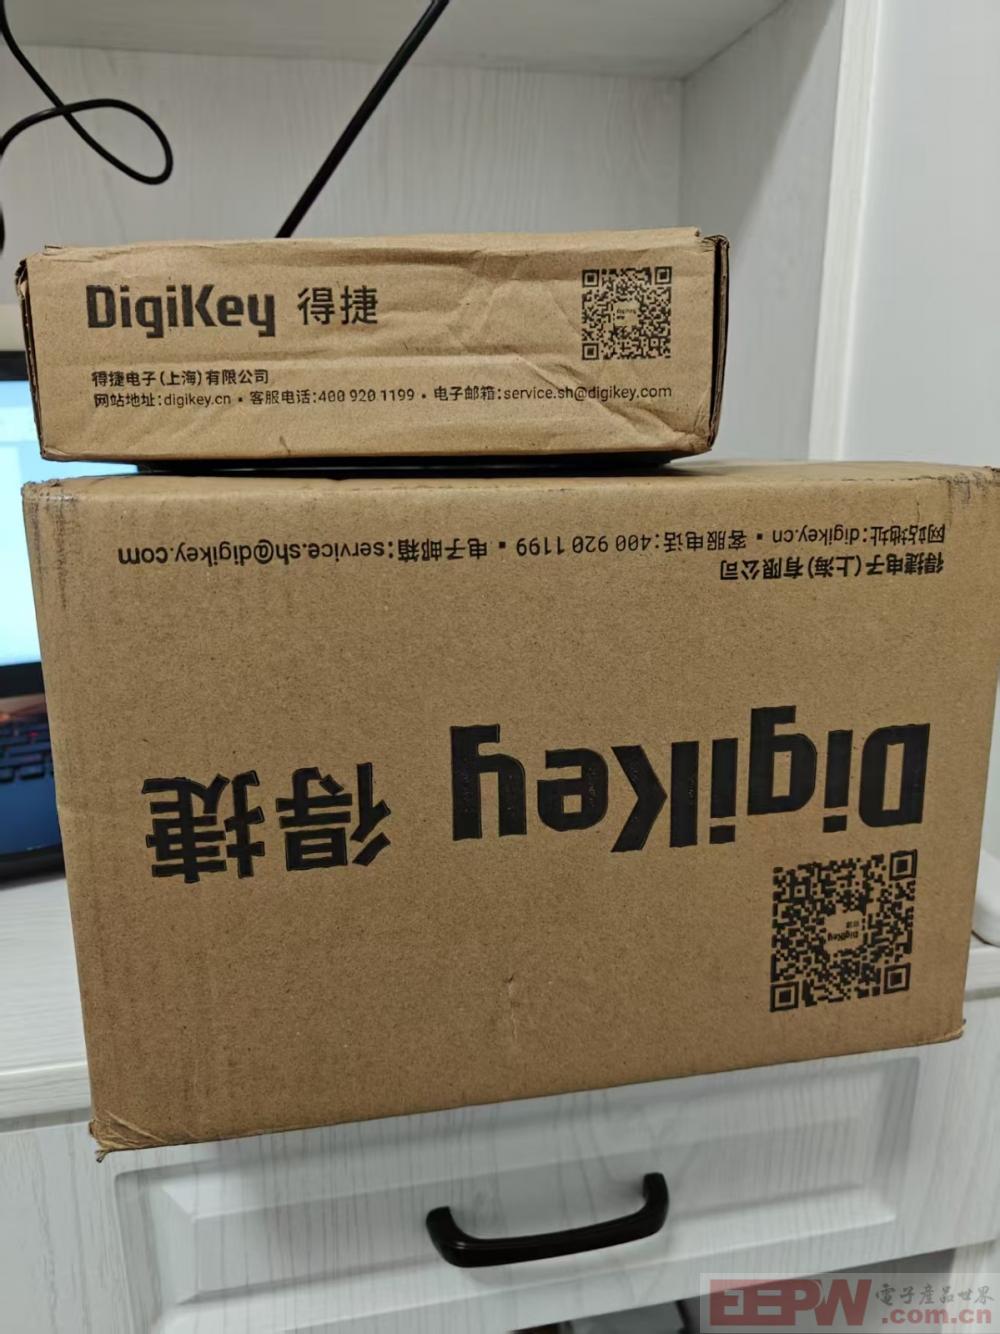 DigiKey 得捷
得捷电子(上海)有限公司
网站地址:digikey.cn ▪ 客服电话:400 920 1199 ▪ 电子邮箱:service.sh@digikey.com
DigiKey 得捷
得捷电子(上海)有限公司
网站地址:digikey.cn ▪ 客服电话:400 920 1199 ▪ 电子邮箱:service.sh@digikey.com
DigiKey
EEPW 電子產品世界
.com.cn